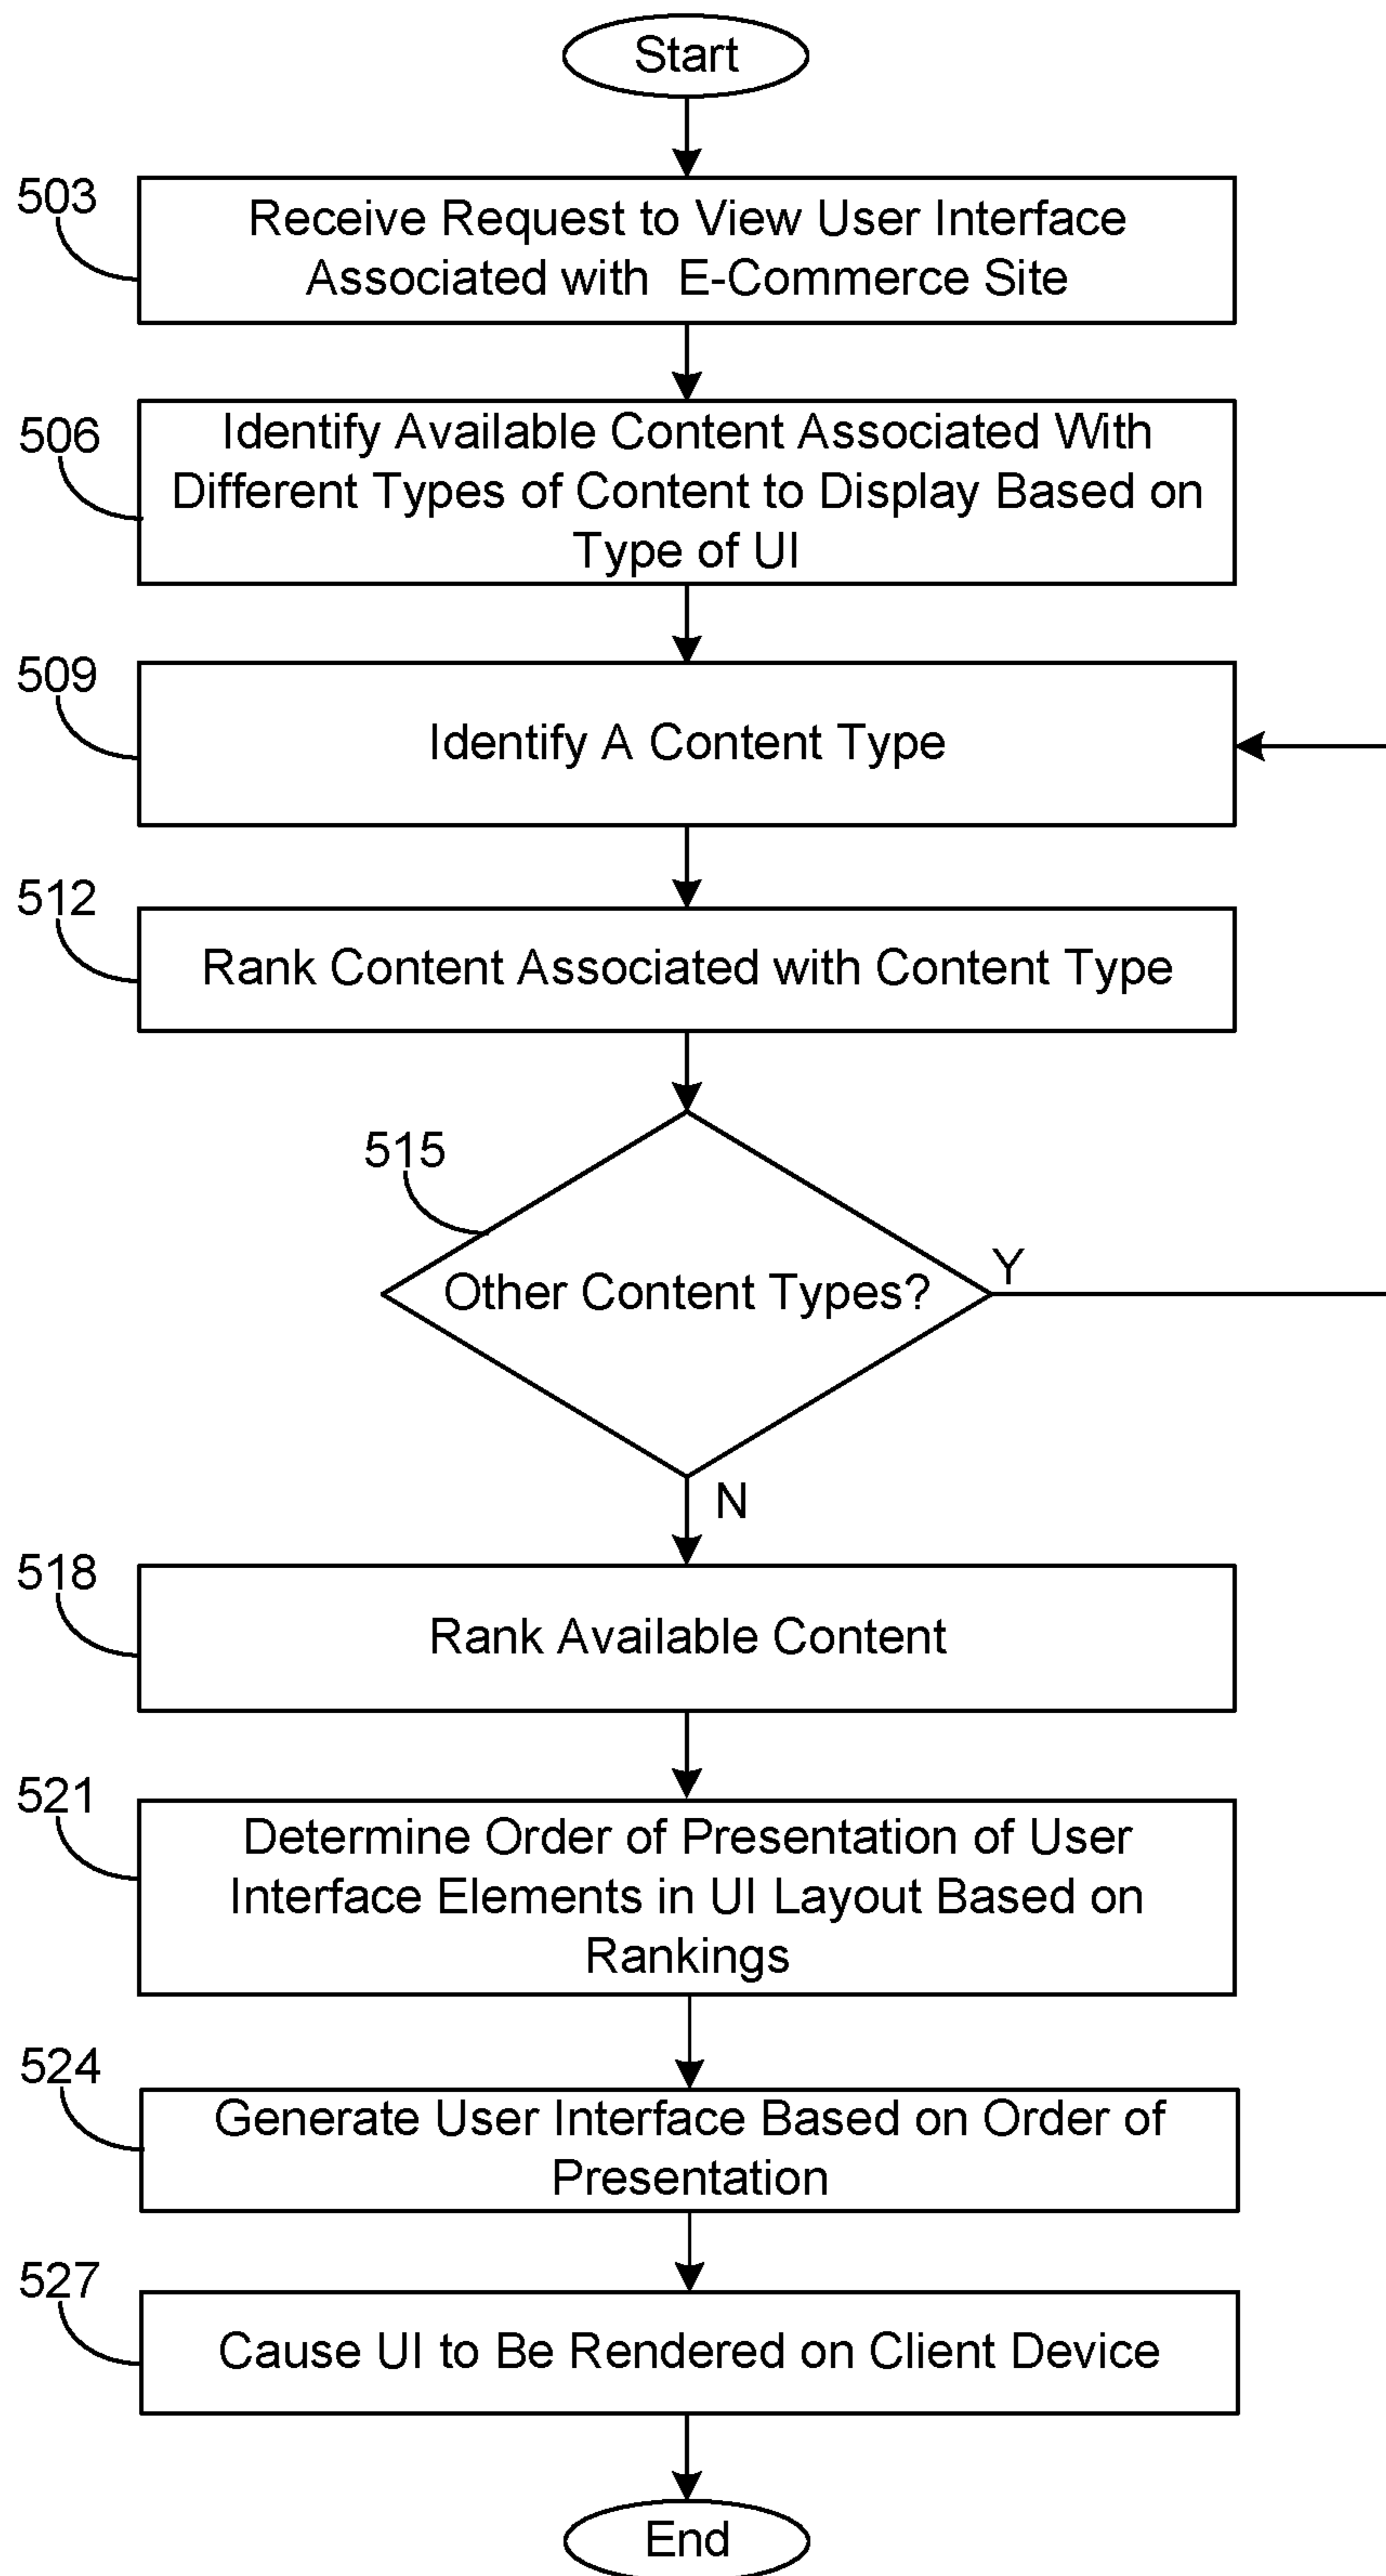 Start
503
Receive Request to View User Interface
Associated with  E-Commerce Site
506
Identify Available Content Associated With
Different Types of Content to Display Based on
Type of UI
509
Identify A Content Type
512
Rank Content Associated with Content Type
515
Other Content Types?
Y
N
518
Rank Available Content
521
Determine Order of Presentation of User
Interface Elements in UI Layout Based on
Rankings
524
Generate User Interface Based on Order of
Presentation
527
Cause UI to Be Rendered on Client Device
End